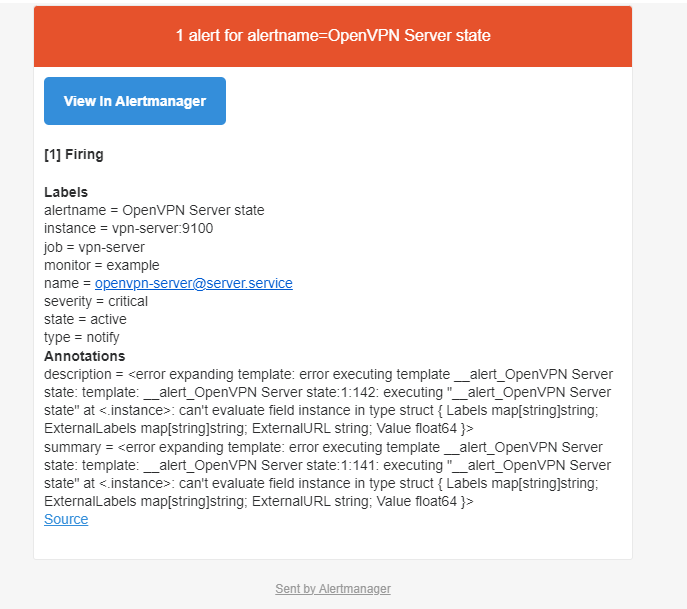 1 alert for alertname=OpenVPN Server state
View In Alertmanager
[1] Firing
Labels
alertname = OpenVPN Server state
instance = vpn-server:9100
job = vpn-server
monitor = example
name = openvpn-server@server.service
severity = critical
state = active
type = notify
Annotations
description = <error expanding template: error executing template __alert_OpenVPN Server
state: template: __alert_OpenVPN Server state:1:142: executing "__alert_OpenVPN Server
state" at <.instance>: can't evaluate field instance in type struct { Labels map[string]string;
ExternalLabels map[string]string; ExternalURL string; Value float64 }>
summary = <error expanding template: error executing template __alert_OpenVPN Server
state: template: __alert_OpenVPN Server state:1:141: executing "__alert_OpenVPN Server
state" at <.instance>: can't evaluate field instance in type struct { Labels map[string]string;
ExternalLabels map[string]string; ExternalURL string; Value float64 }>
Source
Sent by Alertmanager